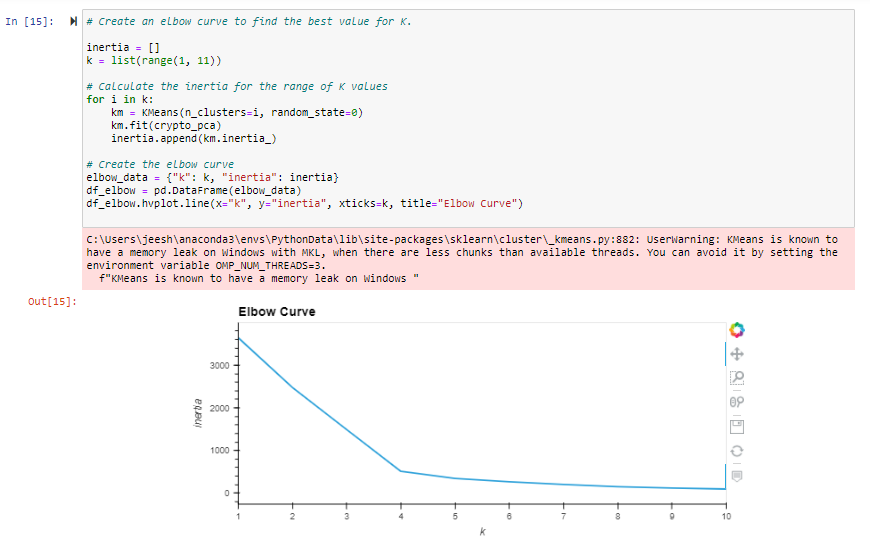 In [15]:
# Create an elbow curve to find the best value for K.
inertia = []
k = list(range(1, 11))
# Calculate the inertia for the range of K values
for i in k:
    km = KMeans(n_clusters=i, random_state=0)
    km.fit(crypto_pca)
    inertia.append(km.inertia_)
# Create the elbow curve
elbow_data = {"k": k, "inertia": inertia}
df_elbow = pd.DataFrame(elbow_data)
df_elbow.hvplot.line(x="k", y="inertia", xticks=k, title="Elbow Curve")
C:\Users\jeesh\anaconda3\envs\PythonData\lib\site-packages\sklearn\cluster\_kmeans.py:882: UserWarning: KMeans is known to
have a memory leak on Windows with MKL, when there are less chunks than available threads. You can avoid it by setting the
environment variable OMP_NUM_THREADS=3.
  f"KMeans is known to have a memory leak on Windows "
Out[15]:
Elbow Curve
3000
2000
1000
0
inertia
1 2 3 4 5 6 7 8 9 10
k